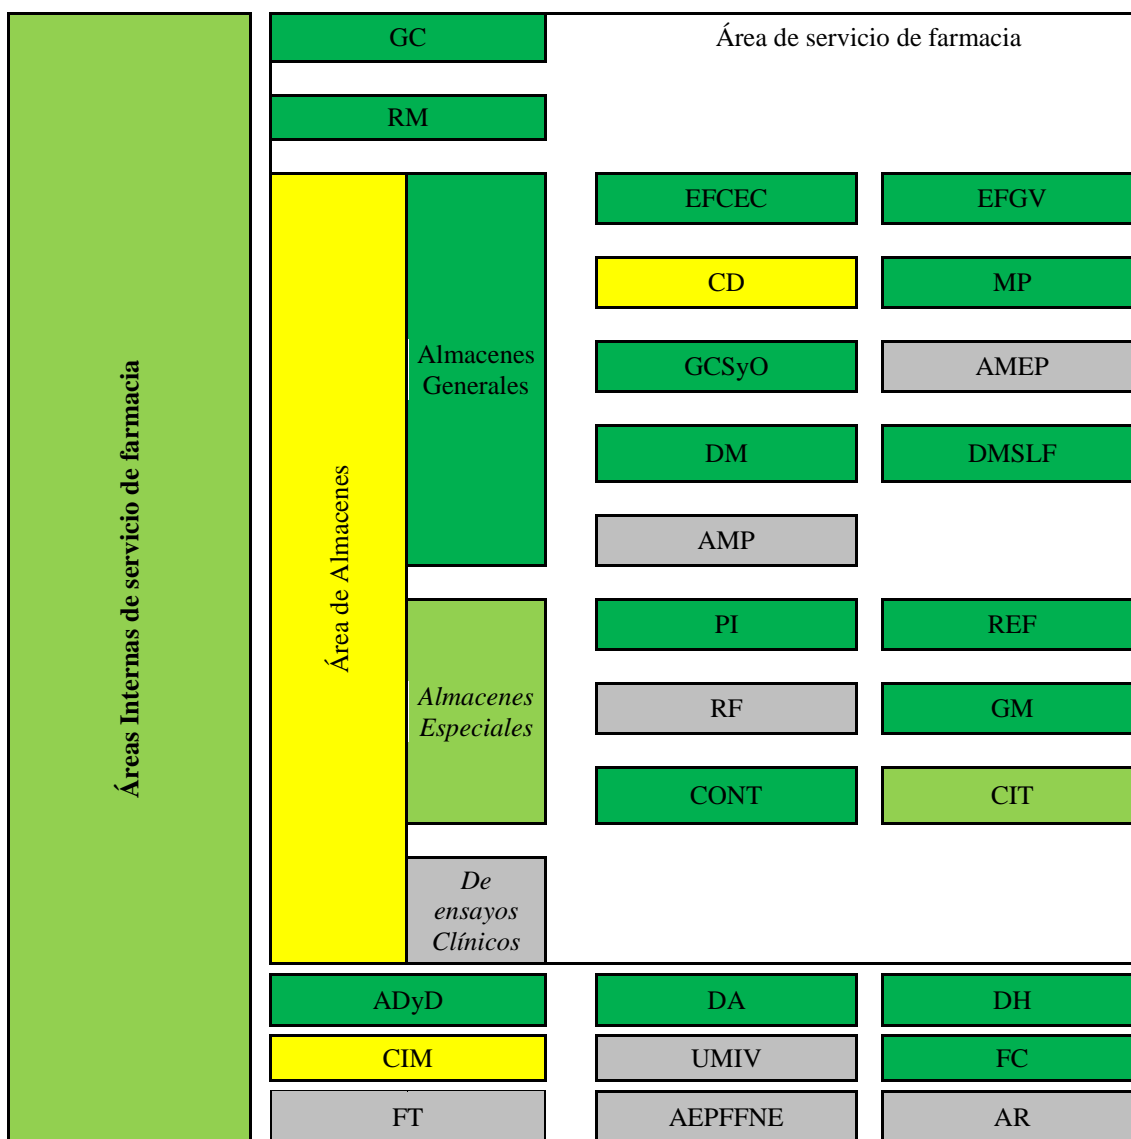 GC
Área de servicio de farmacia
RM
EFCEC
EFGV
CD
MP
Almacenes
Generales
GCSyO
AMEP
DM
DMSLF
AMP
Áreas Internas de servicio de farmacia
Área de Almacenes
PI
REF
Almacenes
Especiales
RF
GM
CONT
CIT
De
ensayos
Clínicos
ADyD
DA
DH
CIM
UMIV
FC
FT
AEPFFNE
AR